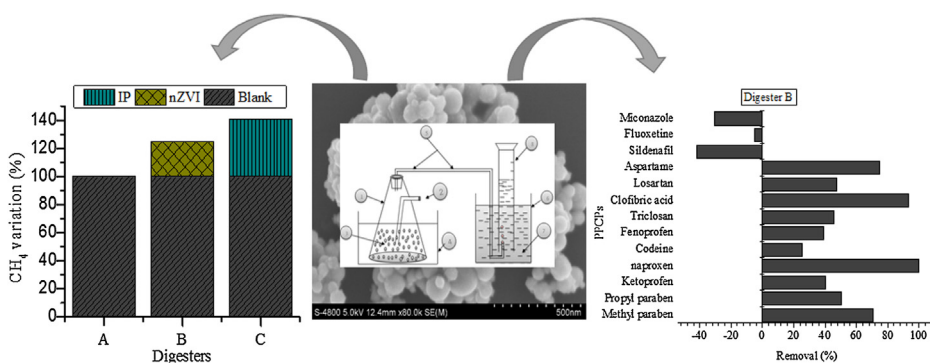 IP nZVI Blank
CH4 variation (%)
140
120
100
80
60
40
20
0
A B C
Digesters
S-4800 5.0kV 12.4mm x80.0k SE(M) 500nm
Digester B
PPCPs
Miconazole
Fluoxetine
Sildenafil
Aspartame
Losartan
Clofibric acid
Triclosan
Fenoprofen
Codeine
naproxen
Ketoprofen
Propyl paraben
Methyl paraben
-40 -20 0 20 40 60 80 100
Removal (%)